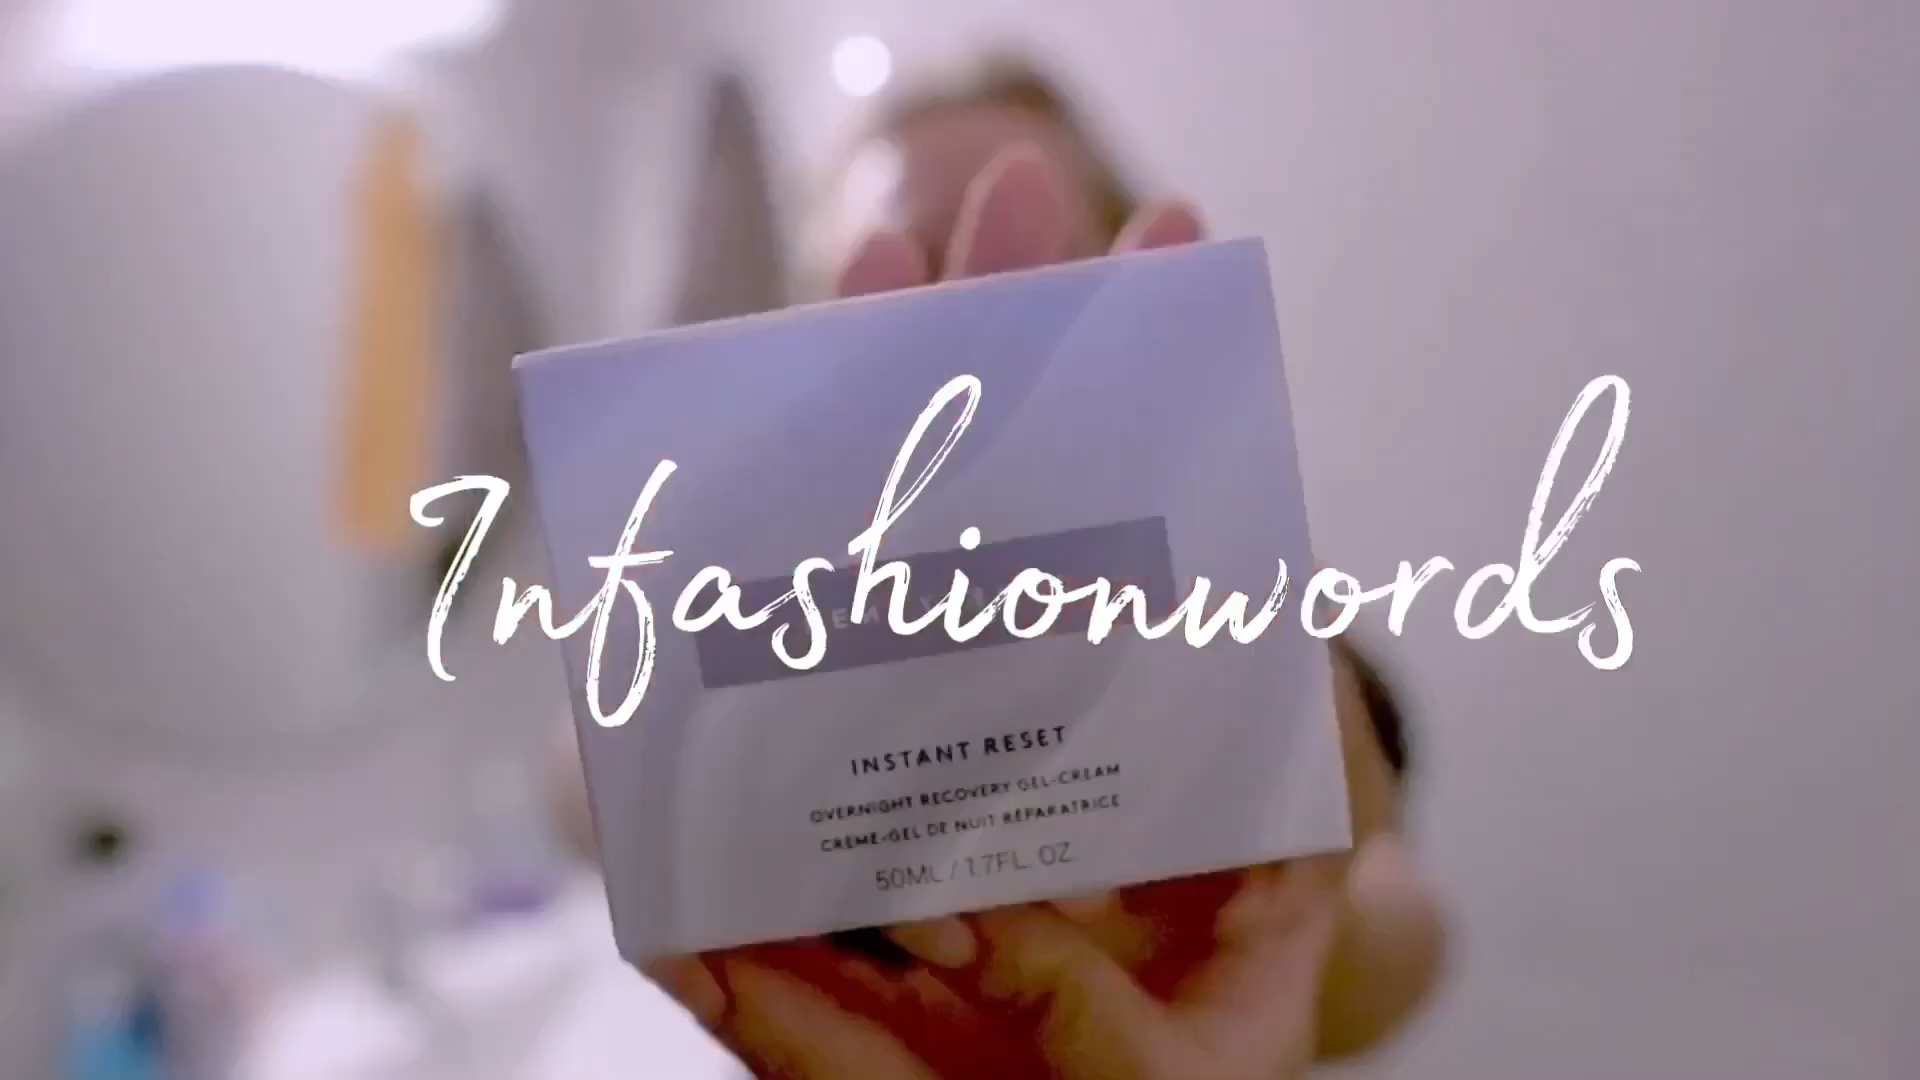 Infashionwords
INSTANT RESET
OVERNIGHT RECOVERY GEL-CREAM
CRÈME-GEL DE NUIT RÉPARATRICE
50ML / 1.7FL. OZ.